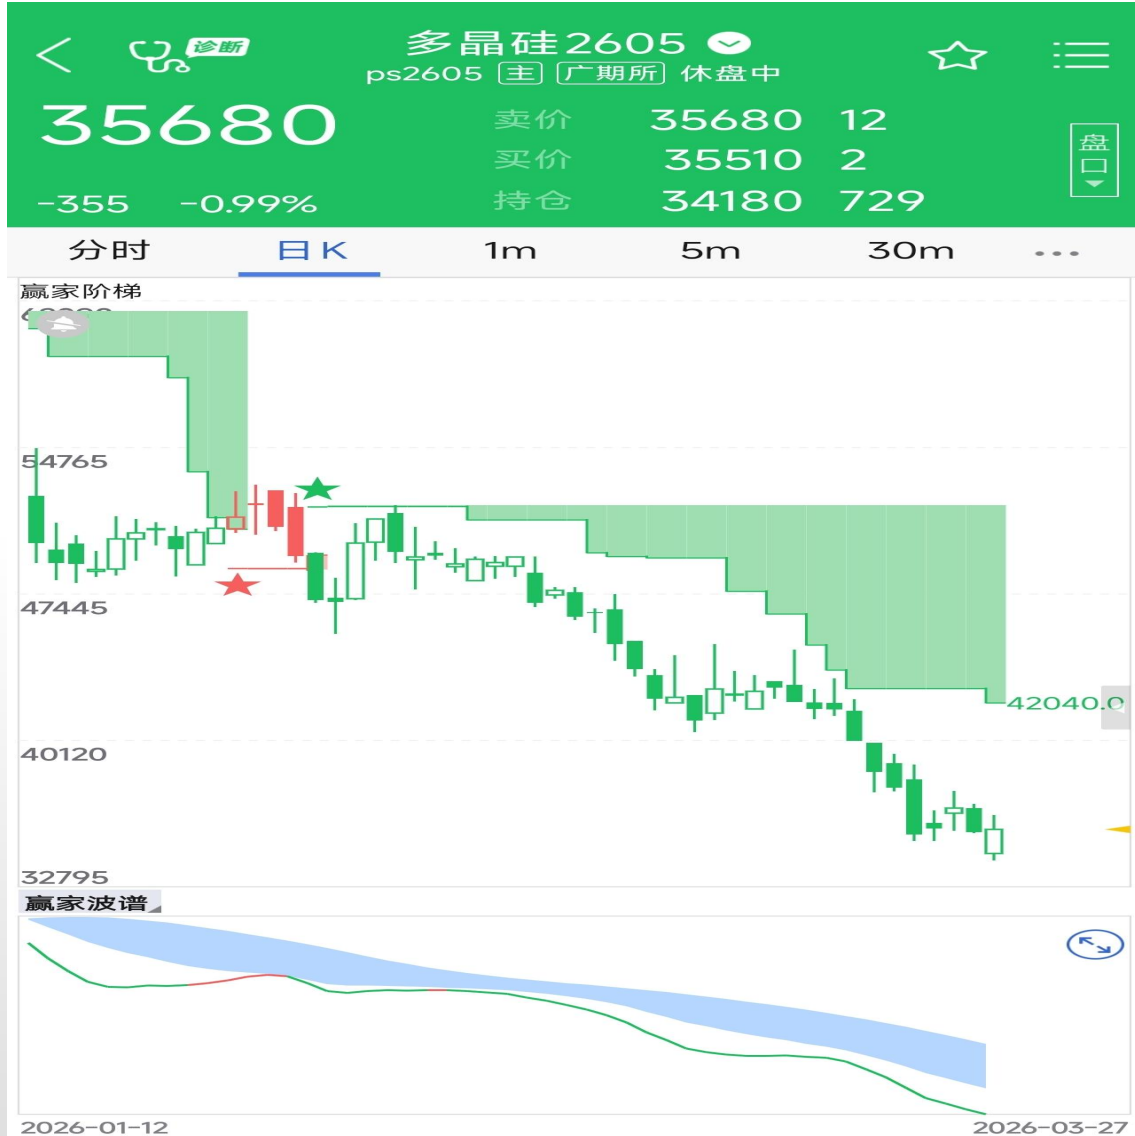 诊断
多晶硅2605
ps2605 主 广期所 休盘中
35680
卖价 35680 12
买价 35510 2
持仓 34180 729
-355 -0.99%
盘口
分时 日K 1m 5m 30m
赢家阶梯
54765
47445
42040.0
40120
32795
赢家波谱
2026-01-12 2026-03-27